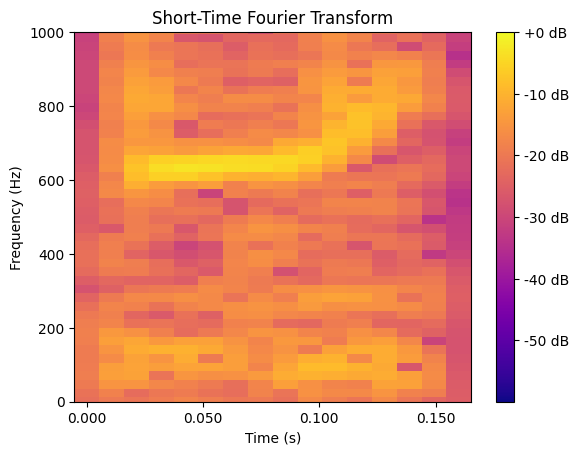 Short-Time Fourier Transform
1000
800
600
400
200
0
Frequency (Hz)
0.000
0.050
0.100
0.150
Time (s)
+0 dB
-10 dB
-20 dB
-30 dB
-40 dB
-50 dB